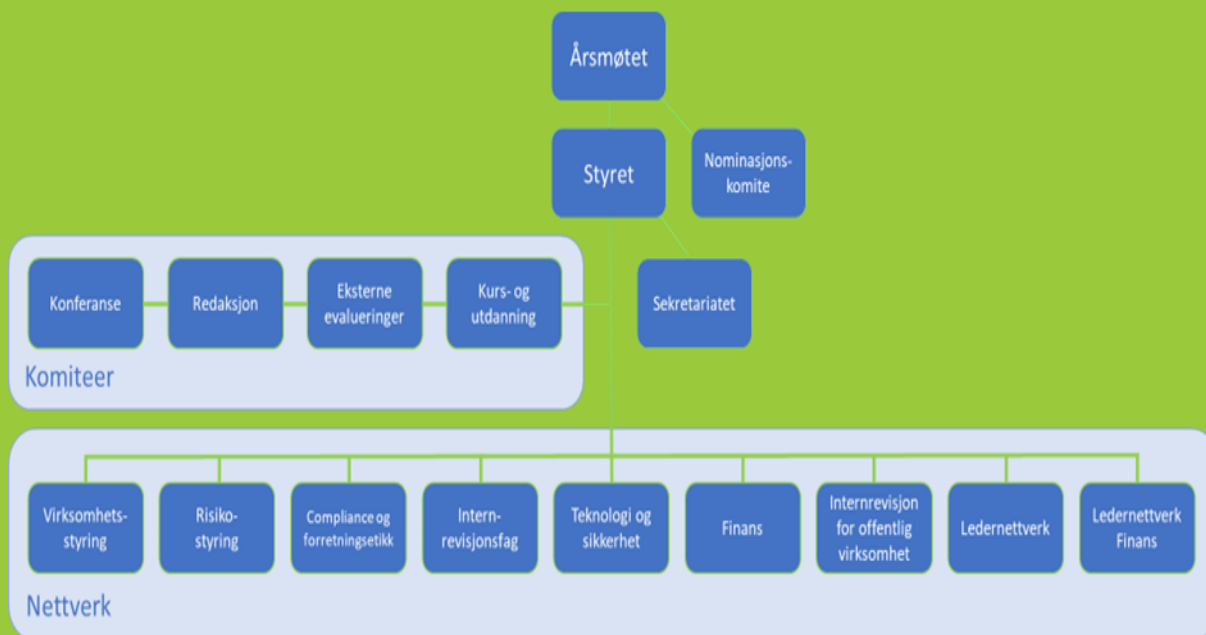 Årsmøtet
Styret
Nominasjons-
komite
Sekretariatet
Konferanse
Redaksjon
Eksterne
evalueringer
Kurs- og
utdanning
Komiteer
Virksomhets-
styring
Risiko-
styring
Compliance og
forretningsetikk
Intern-
revisjonsfag
Teknologi og
sikkerhet
Finans
Internrevisjon
for offentlig
virksomhet
Ledernettverk
Ledernettverk
Finans
Nettverk